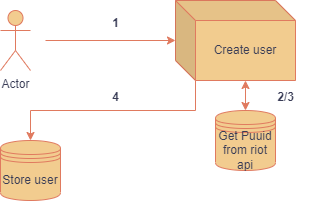 1
Create user
Actor
4
2/3
Get Puuid
from riot
api
Store user